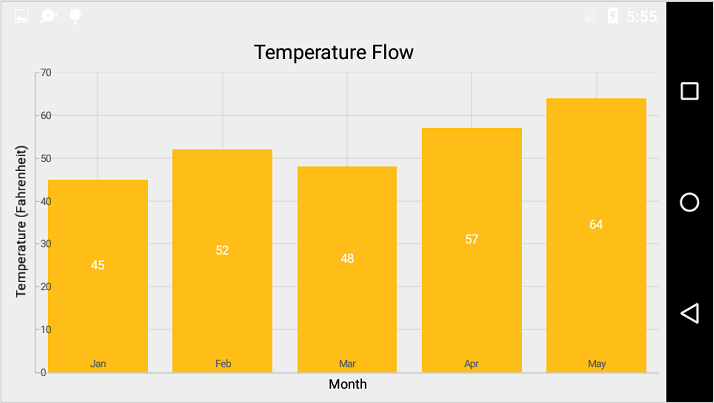 5:55
Temperature Flow
Temperature (Fahrenheit)
70
60
50
40
30
20
10
0
45
52
48
57
64
Jan
Feb
Mar
Apr
May
Month